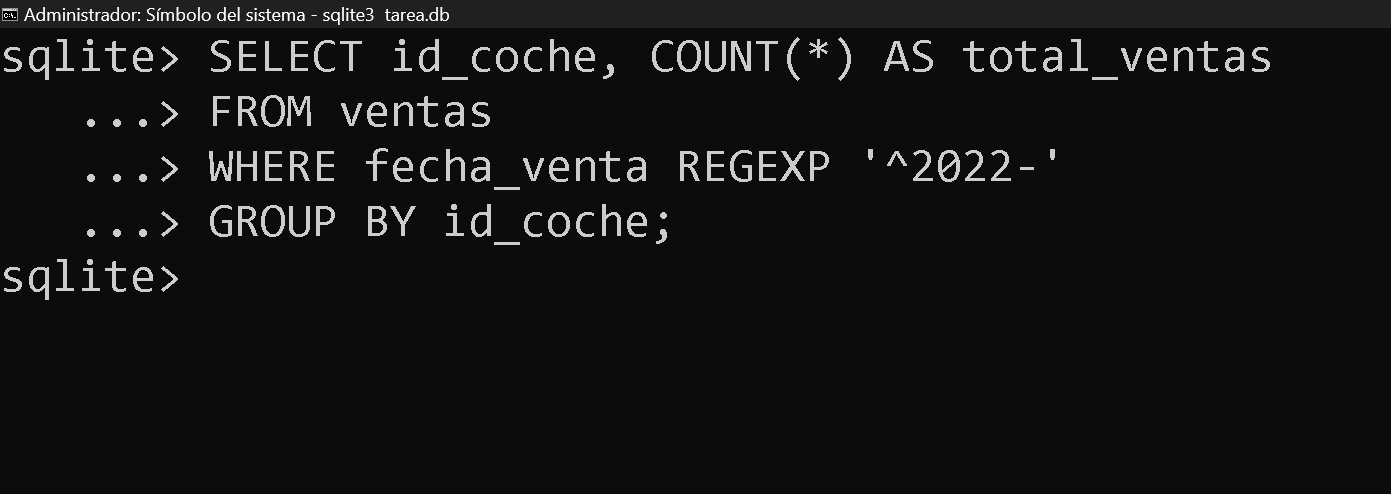 Administrador: Símbolo del sistema - sqlite3  tarea.db
sqlite> SELECT id_coche, COUNT(*) AS total_ventas
   ...> FROM ventas
   ...> WHERE fecha_venta REGEXP '^2022-'
   ...> GROUP BY id_coche;
sqlite>